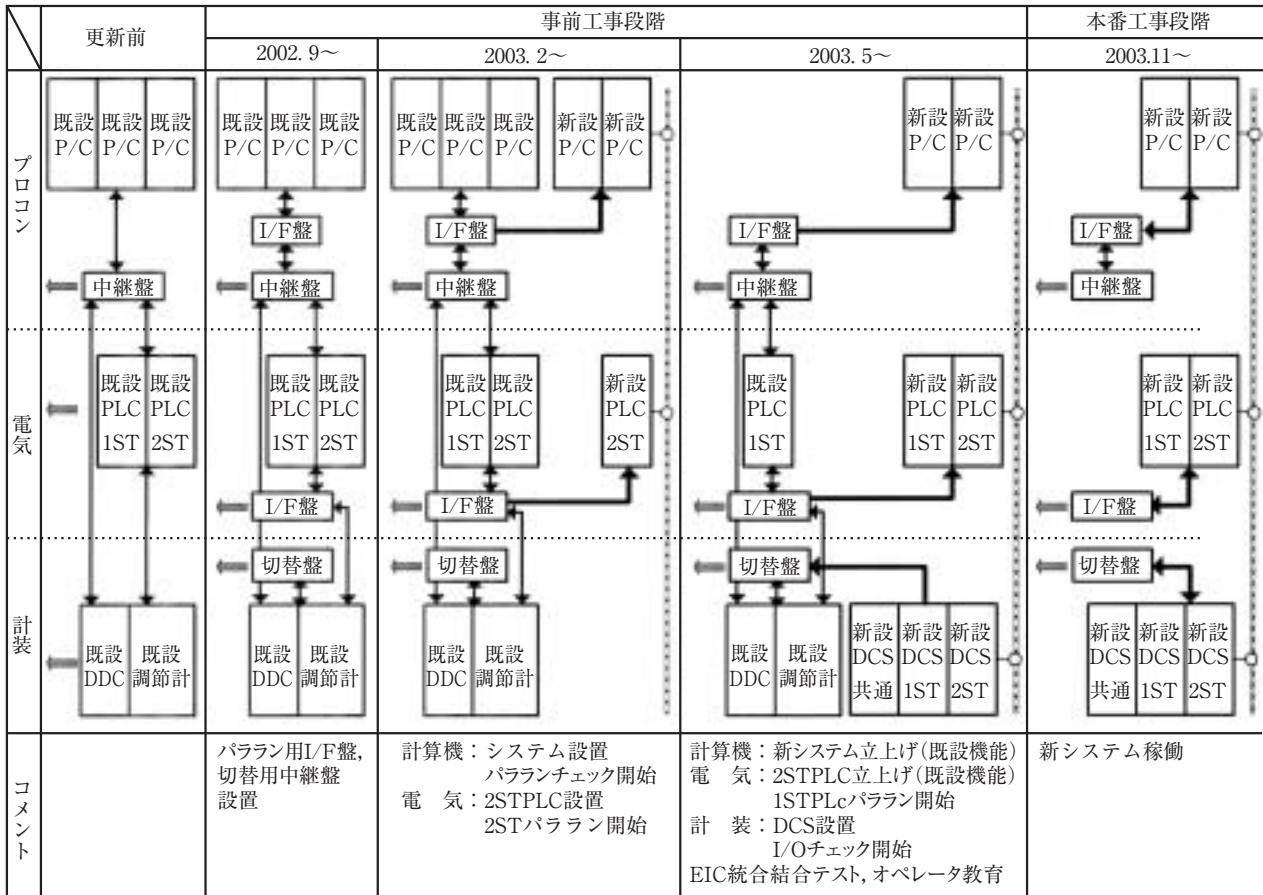 更新前
事前工事段階
本番工事段階
2002. 9～
2003. 2～
2003. 5～
2003.11～
プロコン
既設 既設 既設
P/C P/C P/C
中継盤
既設 既設 既設
P/C P/C P/C
I/F盤
中継盤
既設 既設 既設 新設 新設
P/C P/C P/C P/C P/C
I/F盤
中継盤
新設 新設
P/C P/C
I/F盤
中継盤
新設 新設
P/C P/C
I/F盤
中継盤
電気
既設 既設
PLC PLC
1ST 2ST
既設 既設
PLC PLC
1ST 2ST
I/F盤
既設 既設 新設
PLC PLC PLC
1ST 2ST 2ST
I/F盤
既設 新設 新設
PLC PLC PLC
1ST 1ST 2ST
I/F盤
新設 新設
PLC PLC
1ST 2ST
I/F盤
計装
既設 既設
DDC 調節計
切替盤
既設 既設
DDC 調節計
切替盤
既設 既設
DDC 調節計
切替盤
既設 既設
DDC 調節計
新設 新設 新設
DCS DCS DCS
共通 1ST 2ST
切替盤
新設 新設 新設
DCS DCS DCS
共通 1ST 2ST
コメント
パララン用I/F盤,
切替用中継盤
設置
計算機：システム設置
パラランチェック開始
電　気：2STPLC設置
2STパララン開始
計算機：新システム立上げ(既設機能)
電　気：2STPLC立上げ(既設機能)
1STPLcパララン開始
計　装：DCS設置
I/Oチェック開始
EIC統合結合テスト, オペレータ教育
新システム稼働